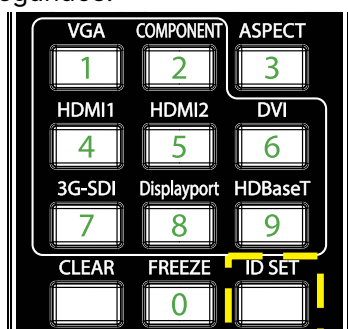 VGA COMPONENT ASPECT
1 2 3
HDMI1 HDMI2 DVI
4 5 6
3G-SDI Displayport HDBaseT
7 8 9
CLEAR FREEZE ID SET
0